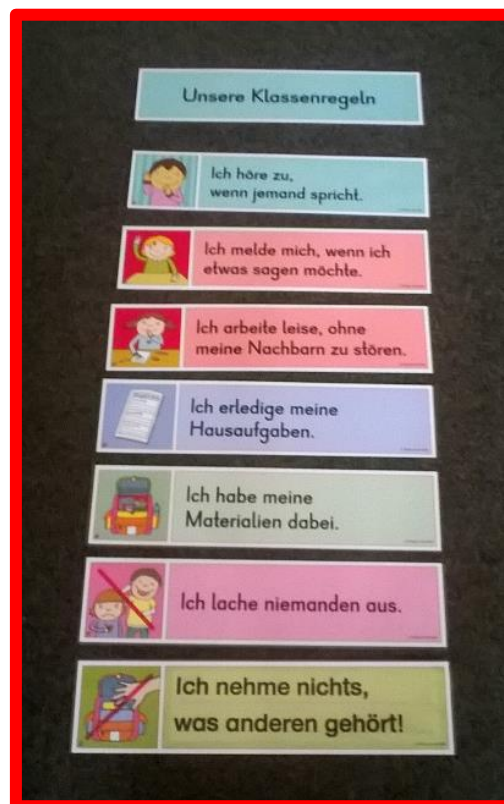 Unsere Klassenregeln
Ich höre zu,
wenn jemand spricht.
Ich melde mich, wenn ich
etwas sagen möchte.
Ich arbeite leise, ohne
meine Nachbarn zu stören.
Ich erledige meine
Hausaufgaben.
Ich habe meine
Materialien dabei.
Ich lache niemanden aus.
Ich nehme nichts,
was anderen gehört!